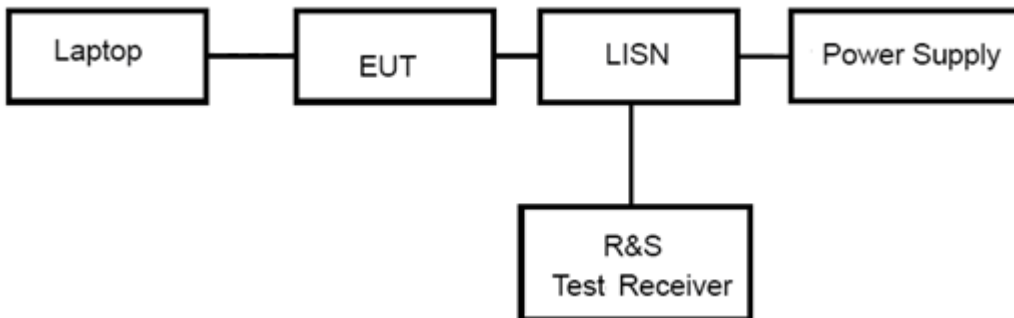 Laptop
EUT
LISN
Power Supply
R&S
Test Receiver